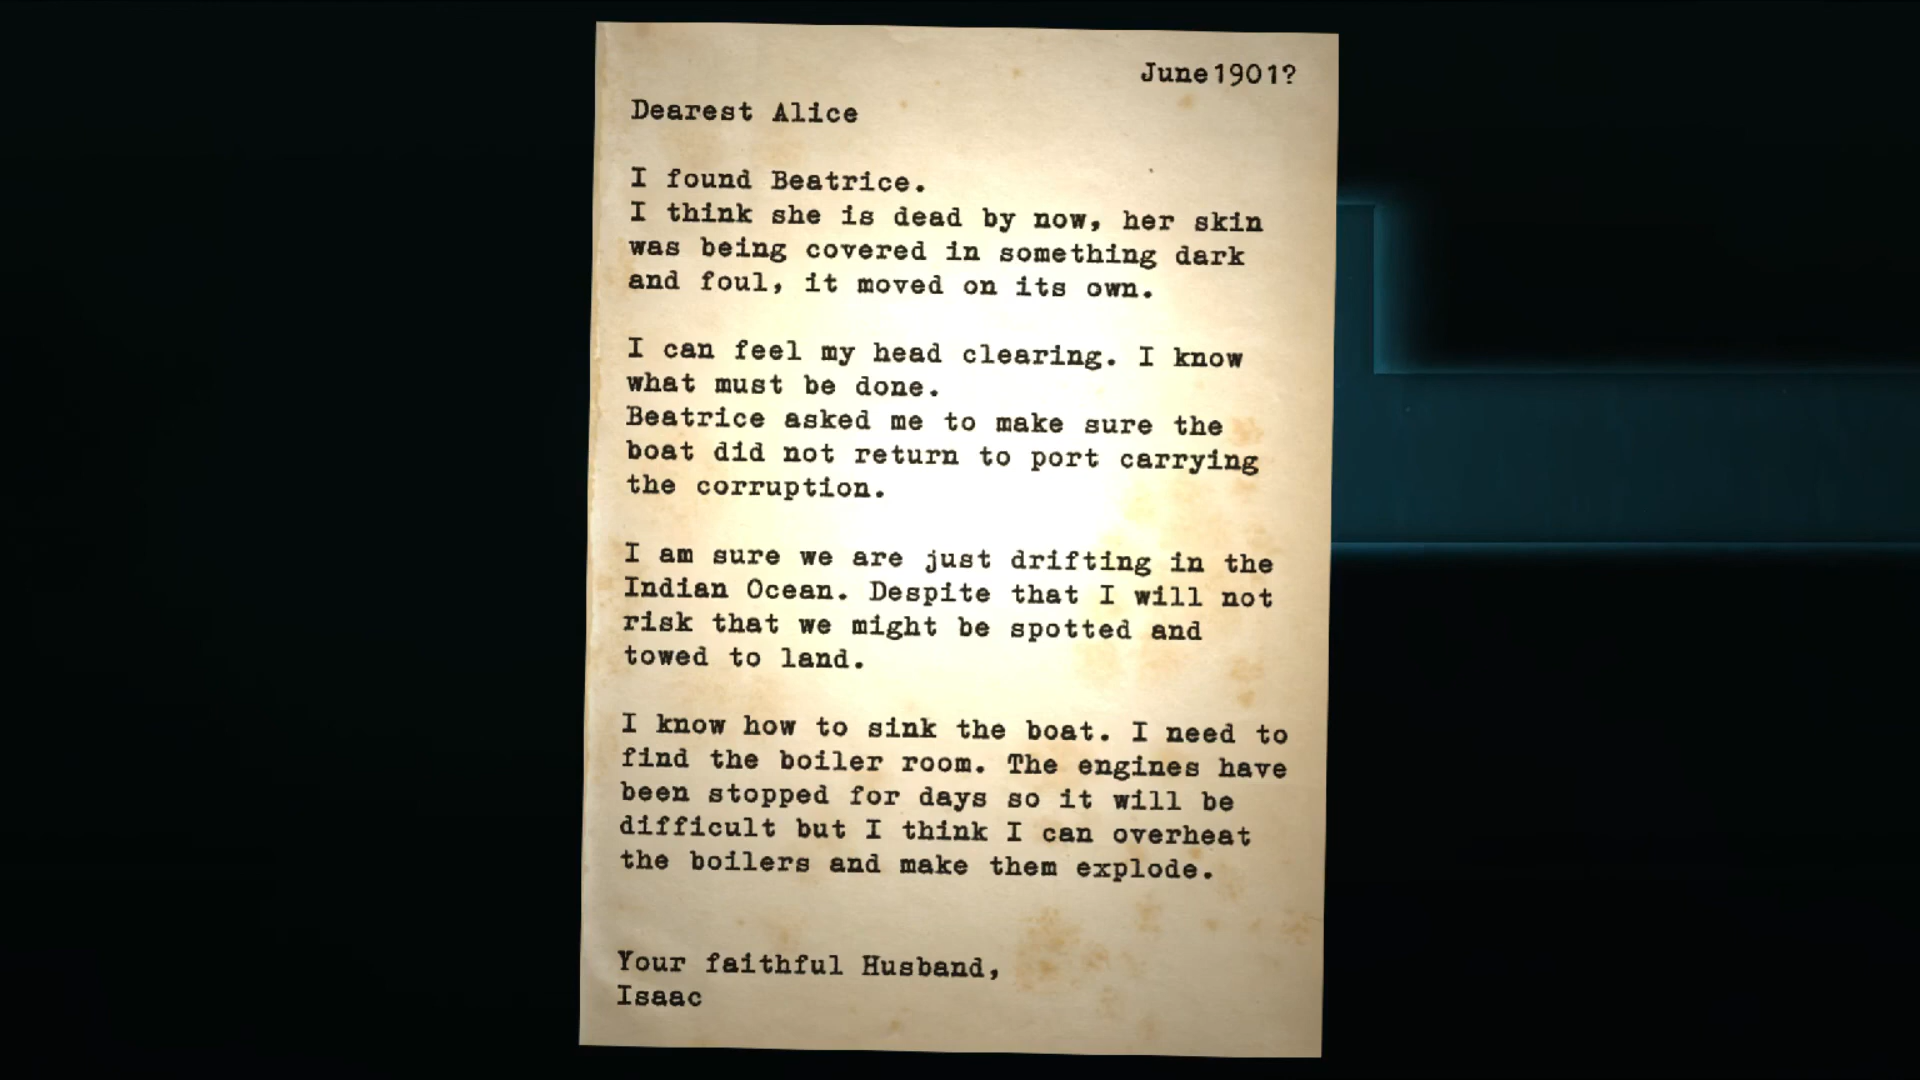 June 1901?
Dearest Alice
I found Beatrice.
I think she is dead by now, her skin
was being covered in something dark
and foul, it moved on its own.
I can feel my head clearing. I know
what must be done.
Beatrice asked me to make sure the
boat did not return to port carrying
the corruption.
I am sure we are just drifting in the
Indian Ocean. Despite that I will not
risk that we might be spotted and
towed to land.
I know how to sink the boat. I need to
find the boiler room. The engines have
been stopped for days so it will be
difficult but I think I can overheat
the boilers and make them explode.
Your faithful Husband,
Isaac